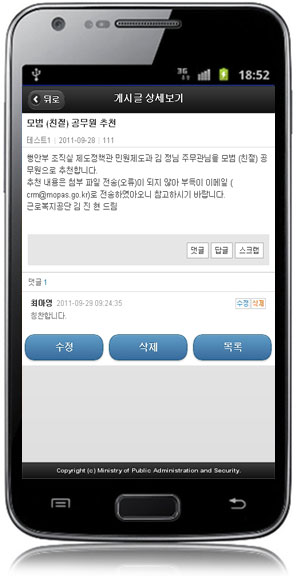 3G 18:52
뒤로 게시글 상세보기
모범 (친절) 공무원 추천
테스트1 | 2011-09-28 | 111
행안부 조직실 제도정책관 민원제도과 김 정님 주무관님을 모범 (친절) 공
무원으로 추천합니다.
추천 내용은 첨부 파일 전송(오류)이 되지 않아 부득이 이메일 (
crm@mopas.go.kr)로 전송하였아오니 참고하시기 바랍니다.
근로복지공단 김 진 현 드림
댓글 답글 스크랩
댓글 1
최마영 2011-09-29 09:24:35 수정 삭제
칭찬합니다.
수정 삭제 목록
Copyright (c) Ministry of Public Administration and Security.